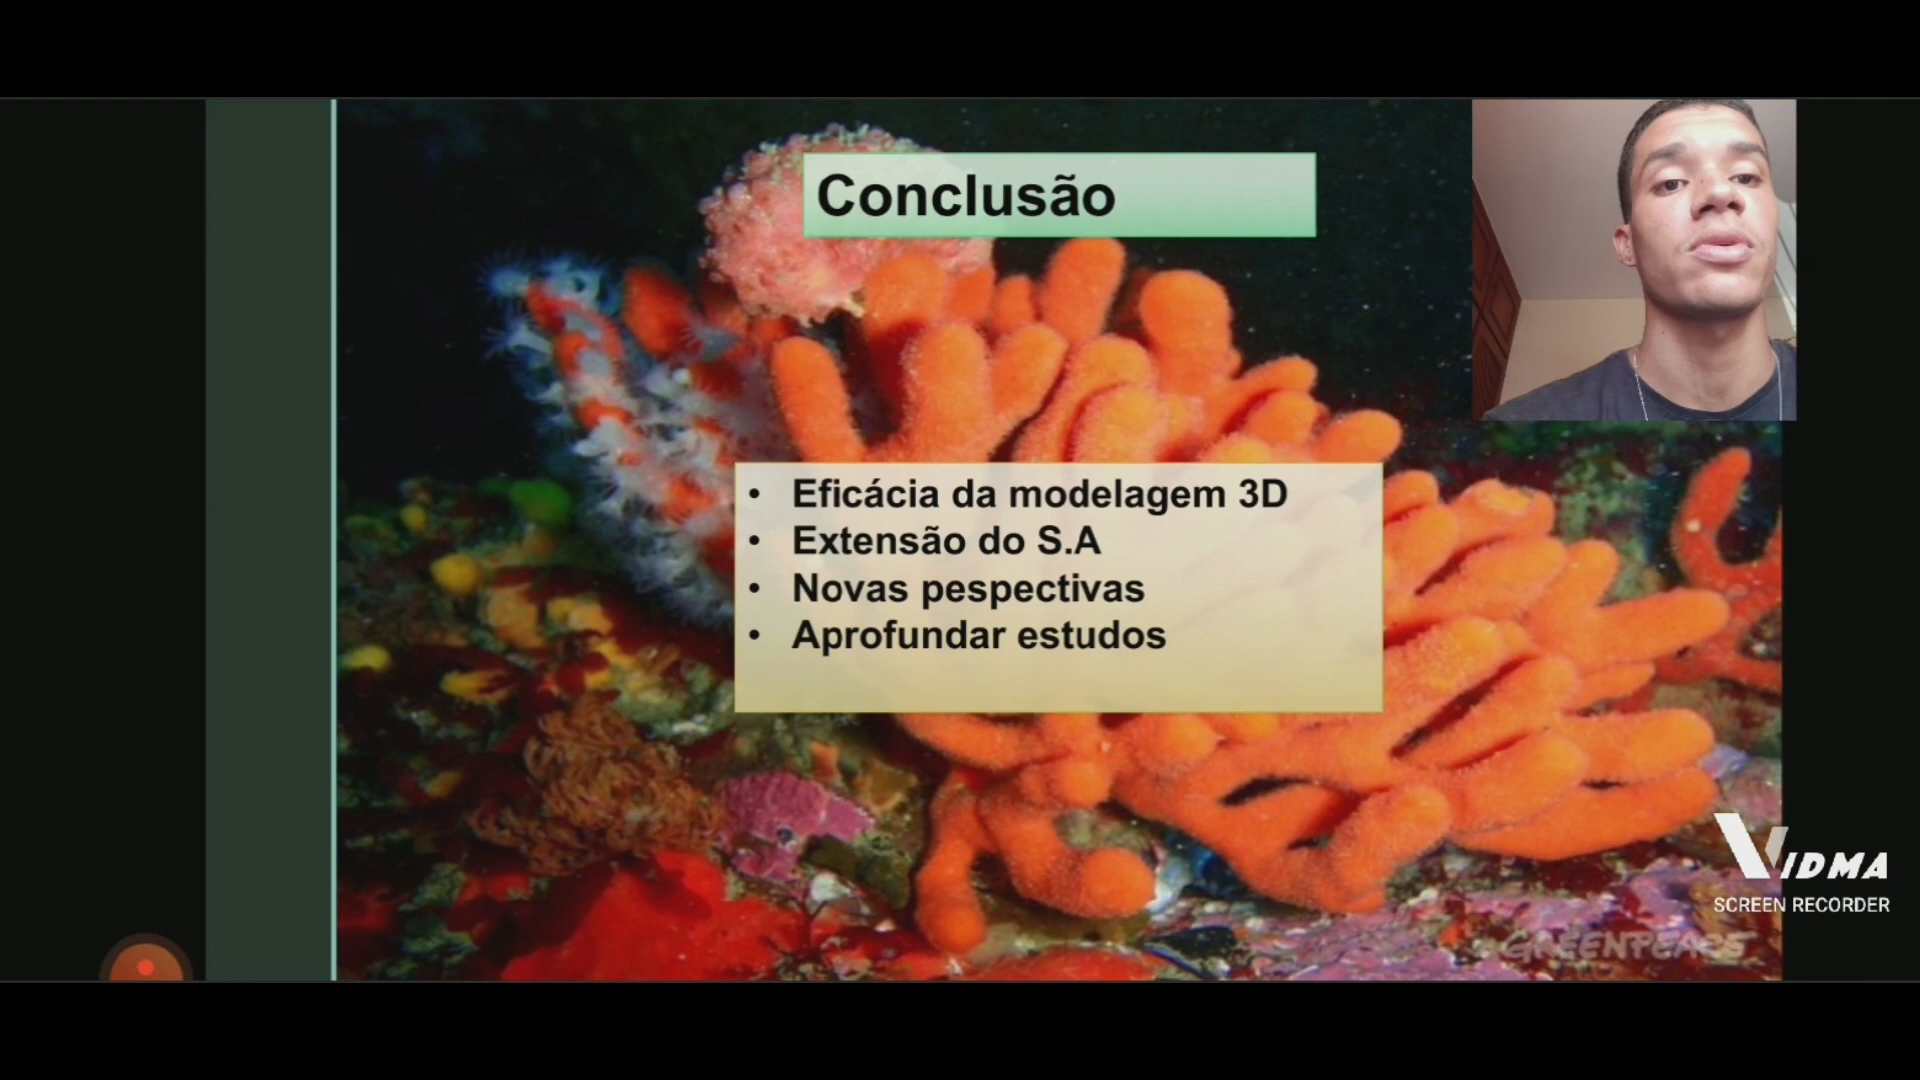 Conclusão
• Eficácia da modelagem 3D
• Extensão do S.A
• Novas pespectivas
• Aprofundar estudos
VIDMA
SCREEN RECORDER
GREENPEACE